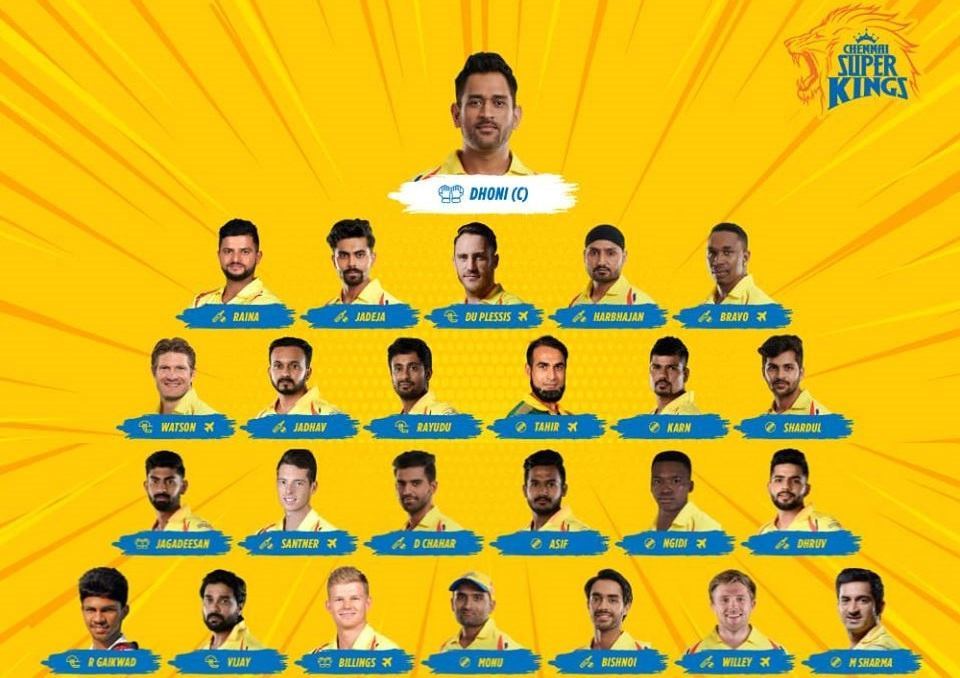 CHENNAI
SUPER
KINGS
DHONI (C)
RAINA
JADEJA
DU PLESSIS
HARBHAJAN
BRAVO
WATSON
JADHAV
RAYUDU
TAHIR
KARN
SHARDUL
JAGADEESAN
SANTNER
D CHAHAR
ASIF
NGIDI
DHRUV
R GAIKWAD
VIJAY
BILLINGS
MONU
BISHNOI
WILLEY
M SHARMA